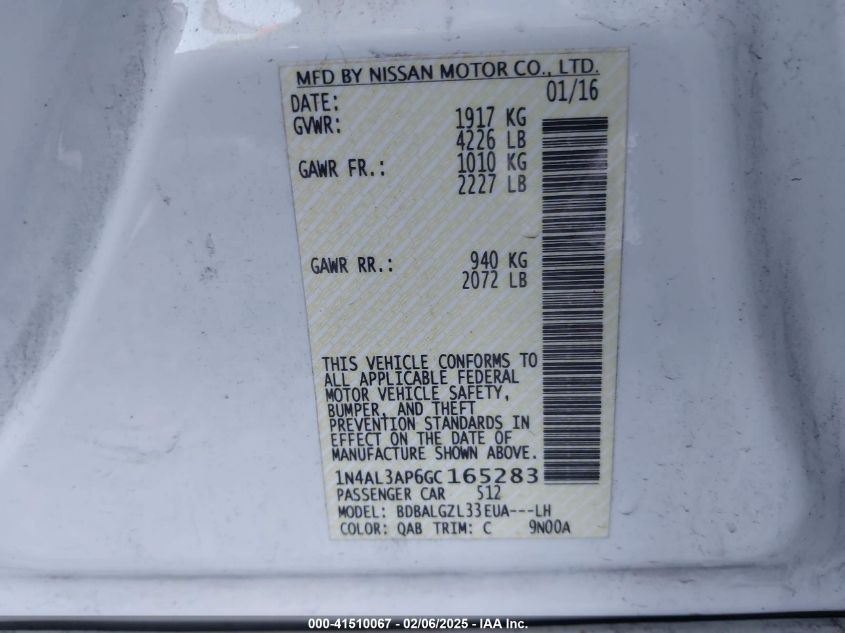 MFD BY NISSAN MOTOR CO., LTD.
DATE: 01/16
GVWR: 1917 KG
4226 LB
GAWR FR.: 1010 KG
2227 LB
GAWR RR.: 940 KG
2072 LB
THIS VEHICLE CONFORMS TO
ALL APPLICABLE FEDERAL
MOTOR VEHICLE SAFETY,
BUMPER, AND THEFT
PREVENTION STANDARDS IN
EFFECT ON THE DATE OF
MANUFACTURE SHOWN ABOVE.
1N4AL3AP6GC165283
PASSENGER CAR 512
MODEL: BDBALGZL33EUA---LH
COLOR: QAB TRIM: C 9N00A
000-41510067 - 02/06/2025 - IAA Inc.